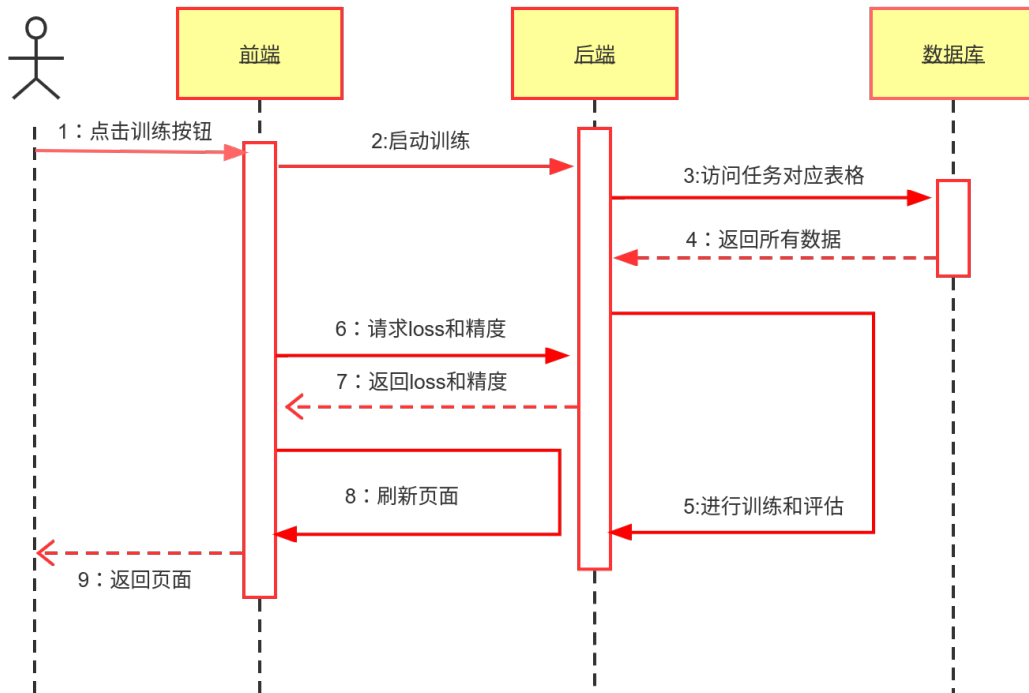 前端
后端
数据库
1：点击训练按钮
2:启动训练
3:访问任务对应表格
4：返回所有数据
6：请求loss和精度
7：返回loss和精度
8：刷新页面
5:进行训练和评估
9：返回页面